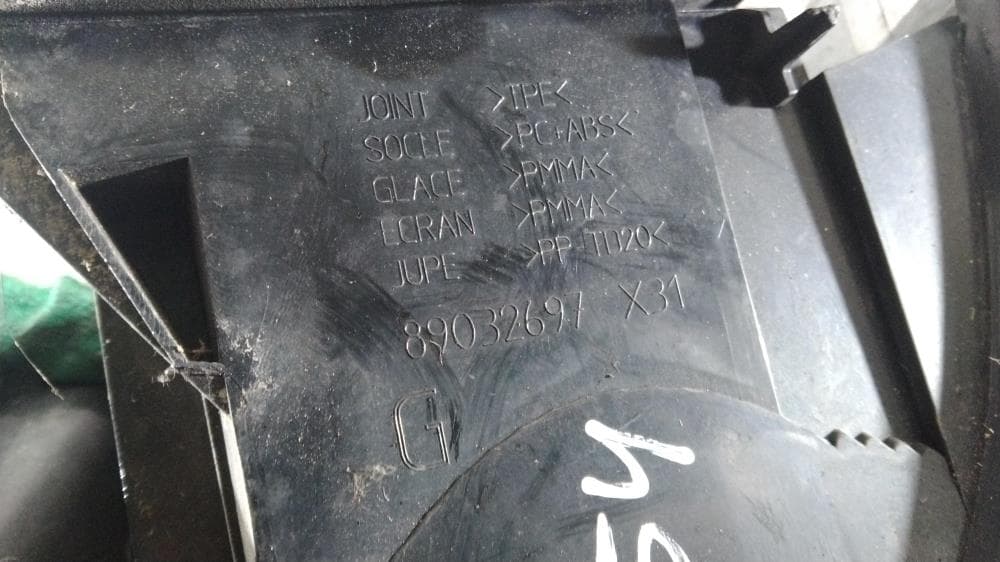 JOINT >TPE<
SOCLE >PC+ABS<
GLACE >PMMA<
ECRAN >PMMA<
JUPE >PP TD20<
89032697 X31